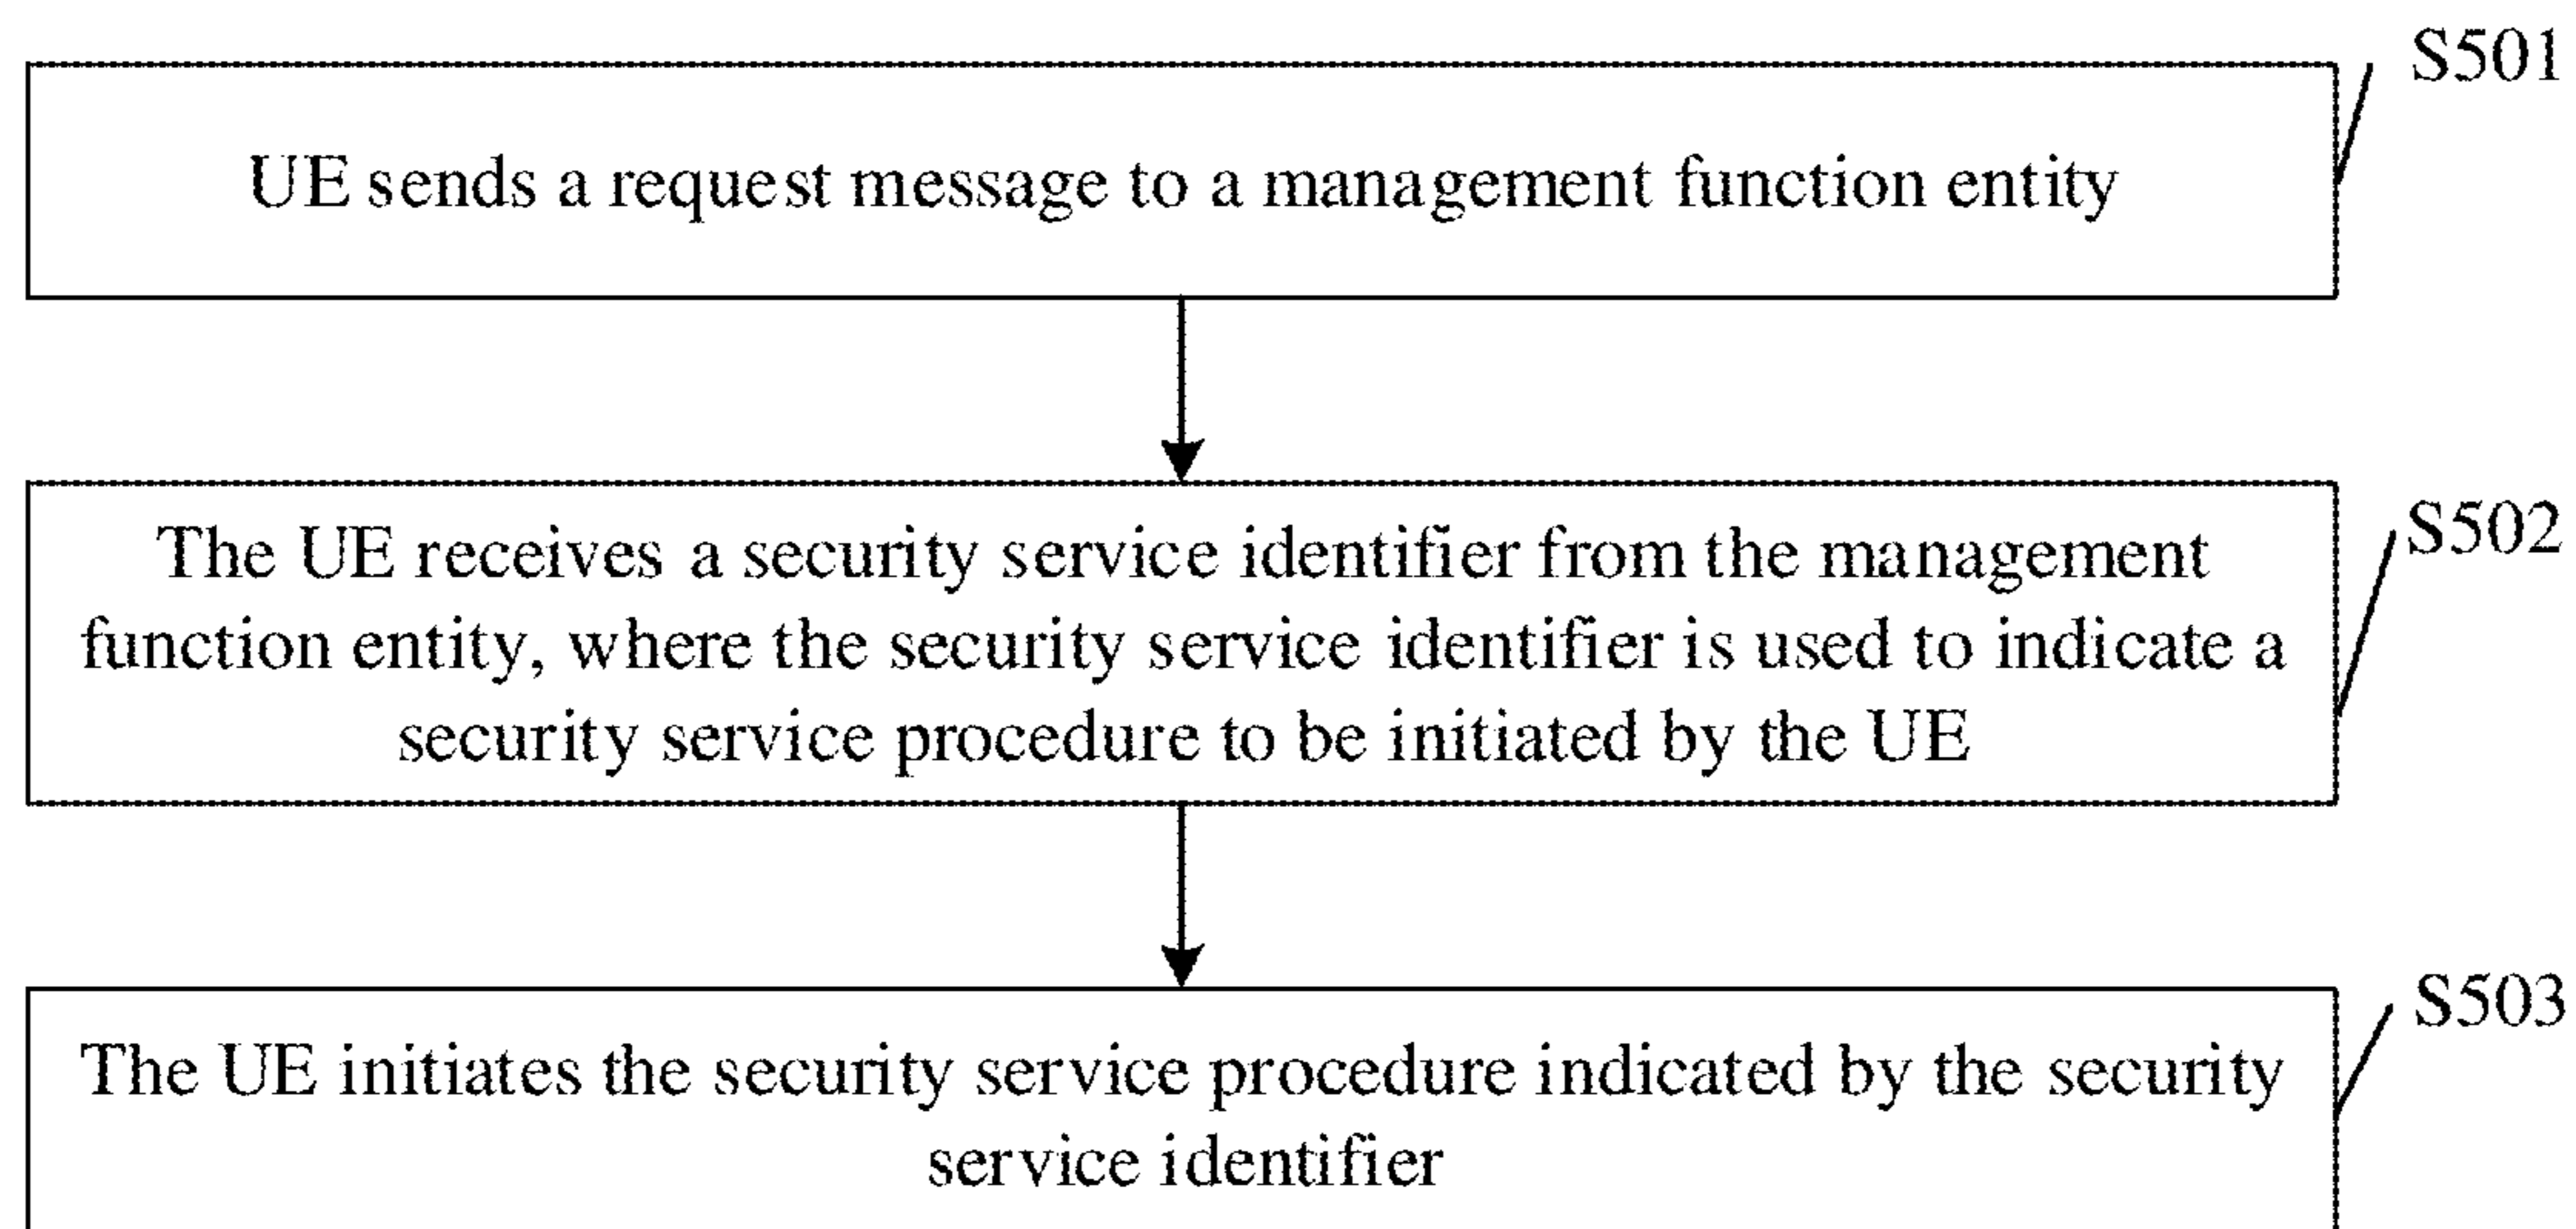 S501
UE sends a request message to a management function entity
S502
The UE receives a security service identifier from the management
function entity, where the security service identifier is used to indicate a
security service procedure to be initiated by the UE
S503
The UE initiates the security service procedure indicated by the security
service identifier